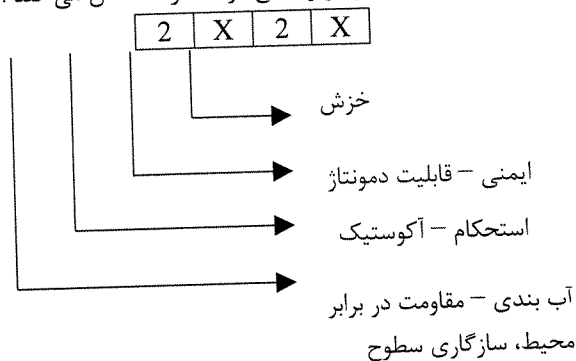 2 X 2 X
خزش
ایمنی – قابلیت دمونتاژ
استحکام – آکوستیک
آب بندی – مقاومت در برابر
محیط، سازگاری سطوح